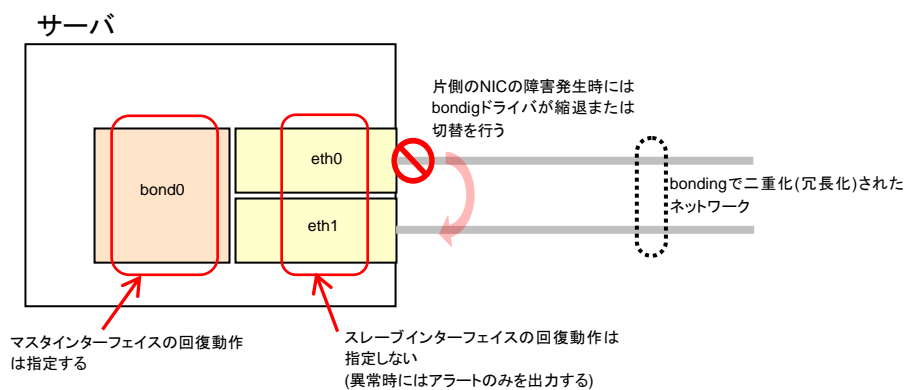 サーバ
片側のNICの障害発生時には
bondigドライバが縮退または
切替を行う
eth0
bond0
eth1
bondingで二重化(冗長化)された
ネットワーク
マスタインターフェイスの回復動作
は指定する
スレーブインターフェイスの回復動作は
指定しない
(異常時にはアラートのみを出力する)